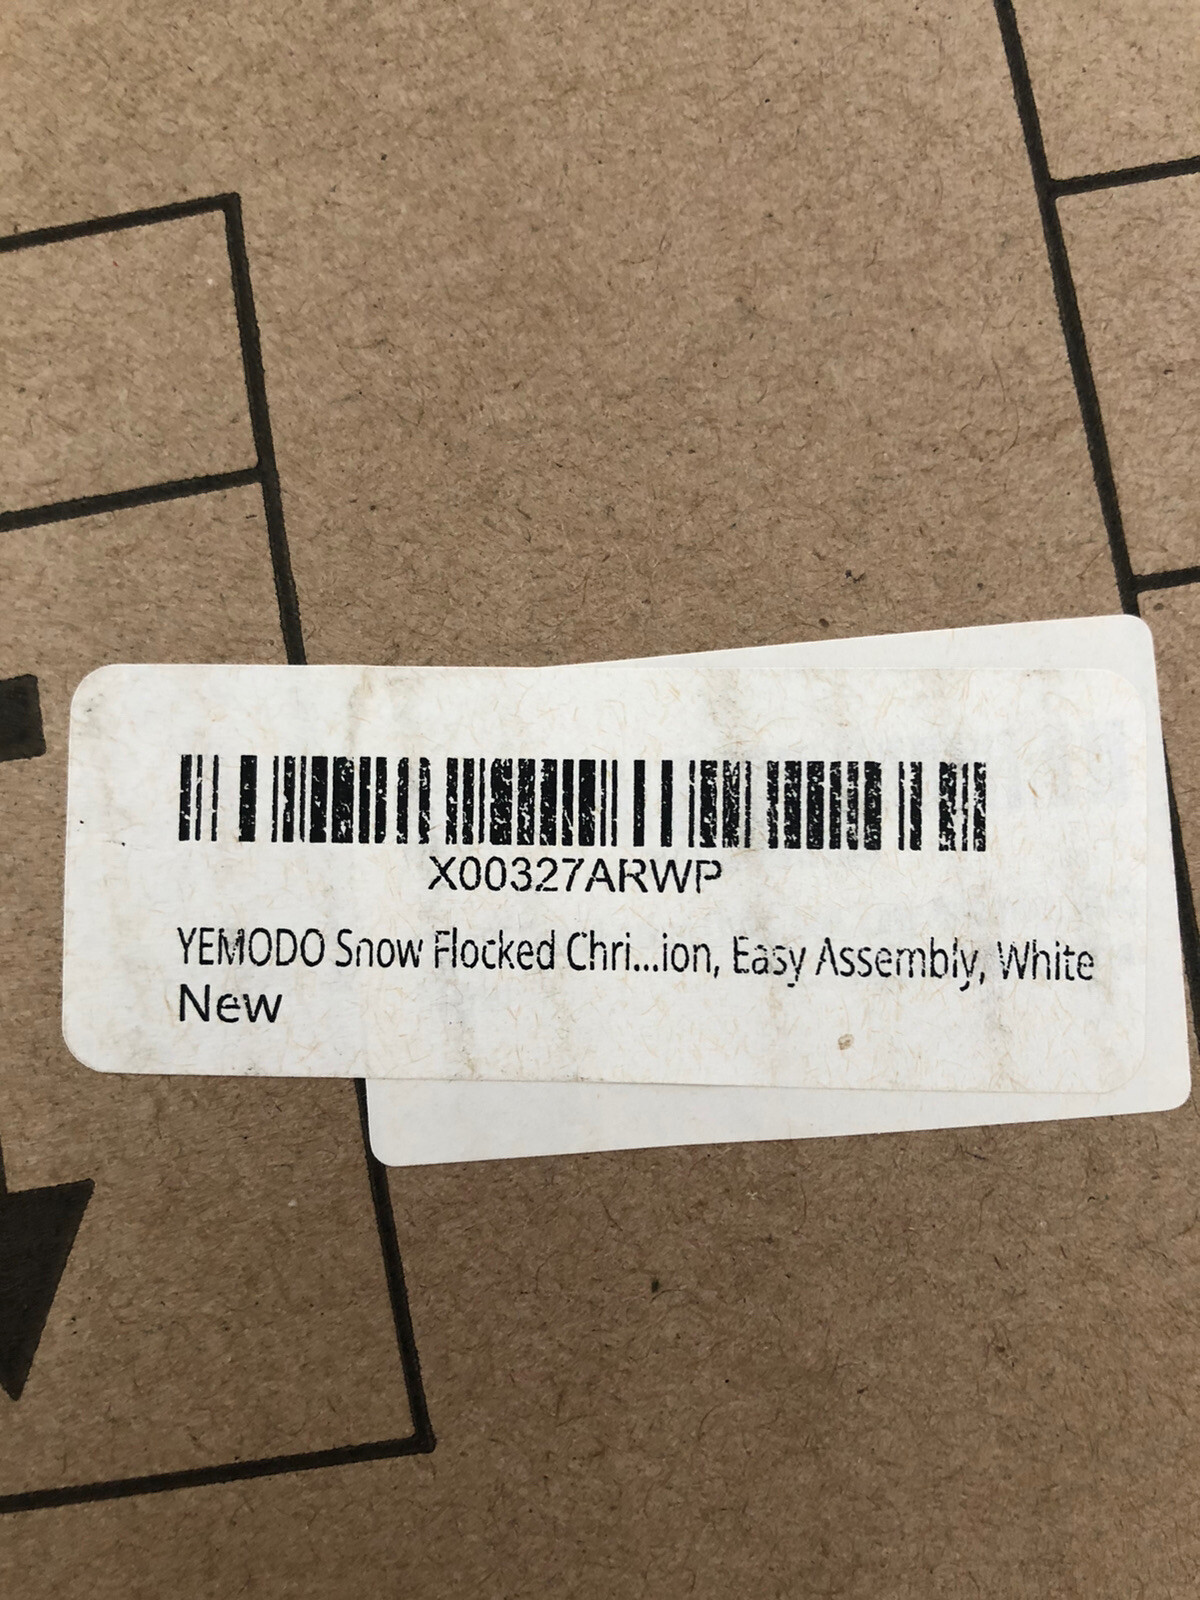 X00327ARWP
YEMODO Snow Flocked Chri...ion, Easy Assembly, White
New